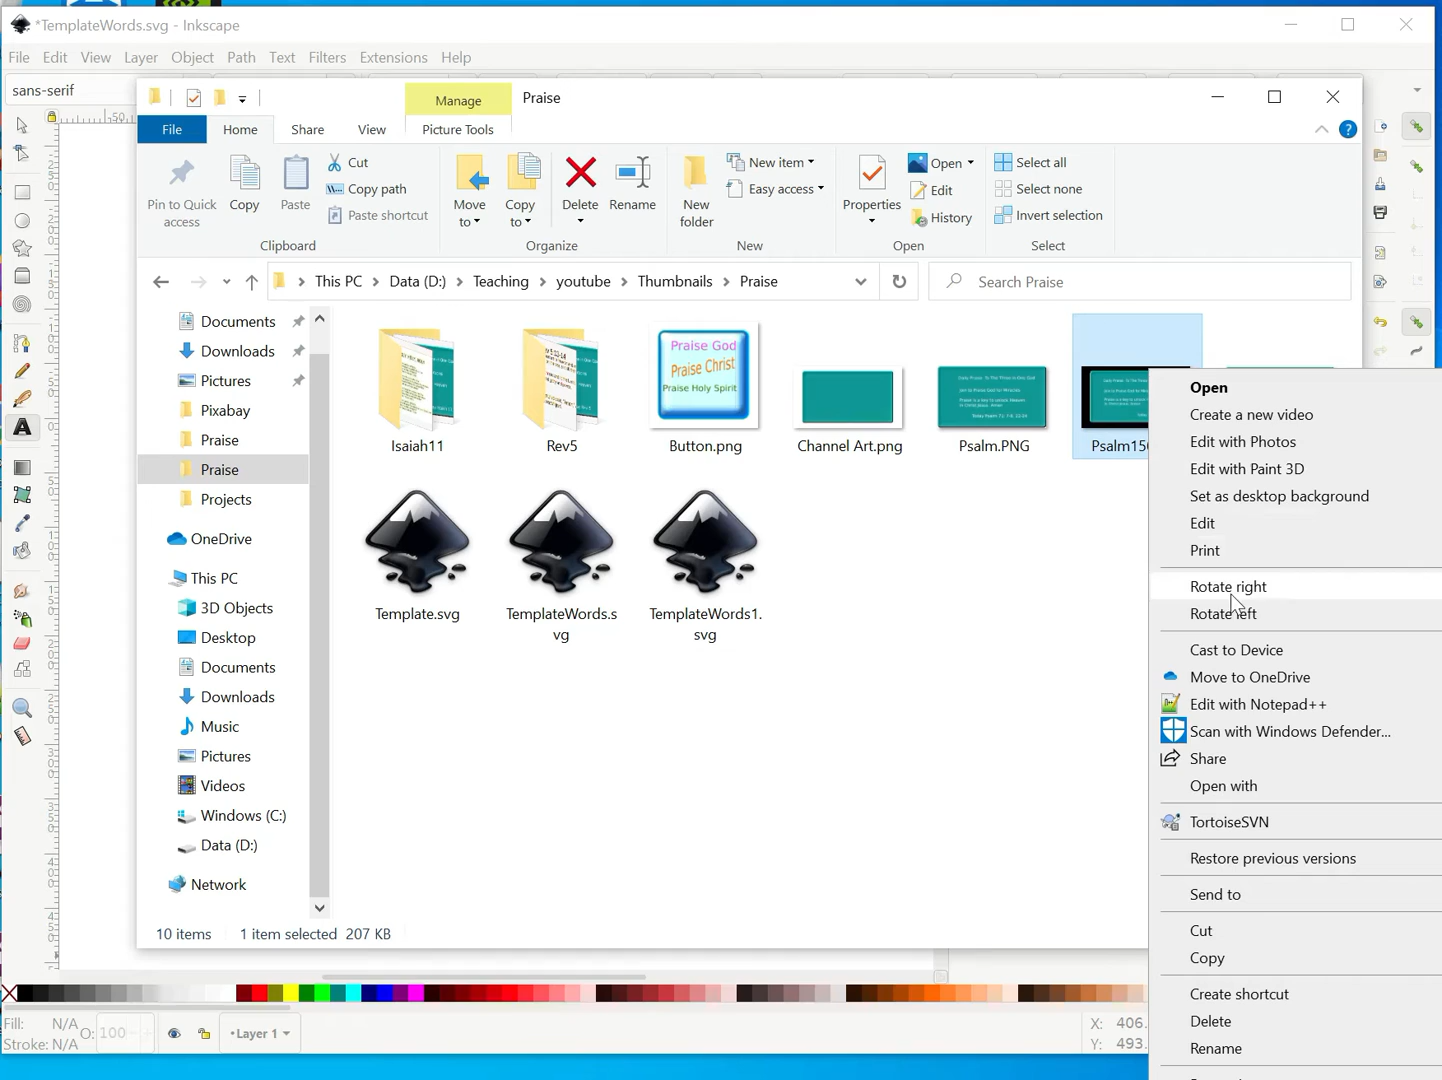 *TemplateWords.svg - Inkscape
File Edit View Layer Object Path Text Filters Extensions Help
sans-serif
Manage
Praise
File Home Share View Picture Tools
Pin to Quick access
Copy
Paste
Cut
Copy path
Paste shortcut
Clipboard
Move to
Copy to
Delete
Rename
Organize
New folder
New item
Easy access
New
Properties
Open
Edit
History
Open
Select all
Select none
Invert selection
Select
This PC > Data (D:) > Teaching > youtube > Thumbnails > Praise
Search Praise
Documents
Downloads
Pictures
Pixabay
Praise
Praise
Projects
OneDrive
This PC
3D Objects
Desktop
Documents
Downloads
Music
Pictures
Videos
Windows (C:)
Data (D:)
Network
Praise God
Praise Christ
Praise Holy Spirit
Isaiah11
Rev5
Button.png
Channel Art.png
Psalm.PNG
Psalm15
Template.svg
TemplateWords.s
vg
TemplateWords1.
svg
Open
Create a new video
Edit with Photos
Edit with Paint 3D
Set as desktop background
Edit
Print
Rotate right
Rotate left
Cast to Device
Move to OneDrive
Edit with Notepad++
Scan with Windows Defender...
Share
Open with
TortoiseSVN
Restore previous versions
Send to
Cut
Copy
Create shortcut
Delete
Rename
10 items 1 item selected 207 KB
Fill: N/A
Stroke: N/A
O: 100
•Layer 1
X: 406.
Y: 493.